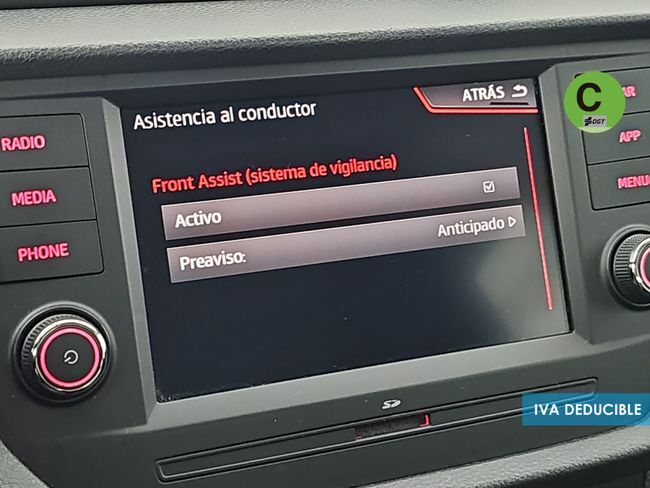 ATRÁS
Asistencia al conductor
C
DGT
RADIO
APP
Front Assist (sistema de vigilancia)
MEDIA
Activo
MENU
PHONE
Preaviso:
Anticipado
SD
IVA DEDUCIBLE